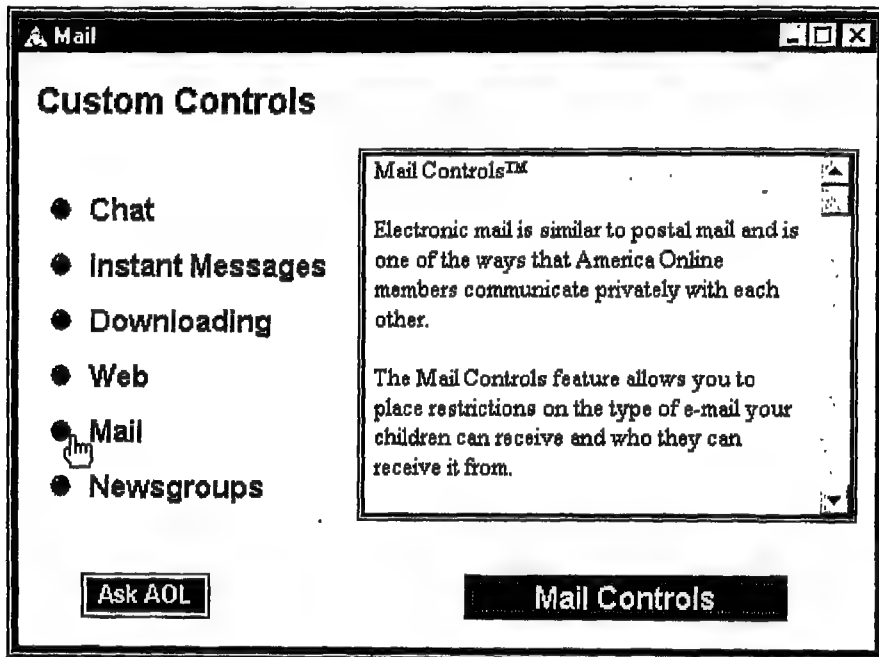 Mail
Custom Controls
Chat
Instant Messages
Downloading
Web
Mail
Newsgroups
Mail Controls™
Electronic mail is similar to postal mail and is
one of the ways that America Online
members communicate privately with each
other.
The Mail Controls feature allows you to
place restrictions on the type of e-mail your
children can receive and who they can
receive it from.
Ask AOL
Mail Controls